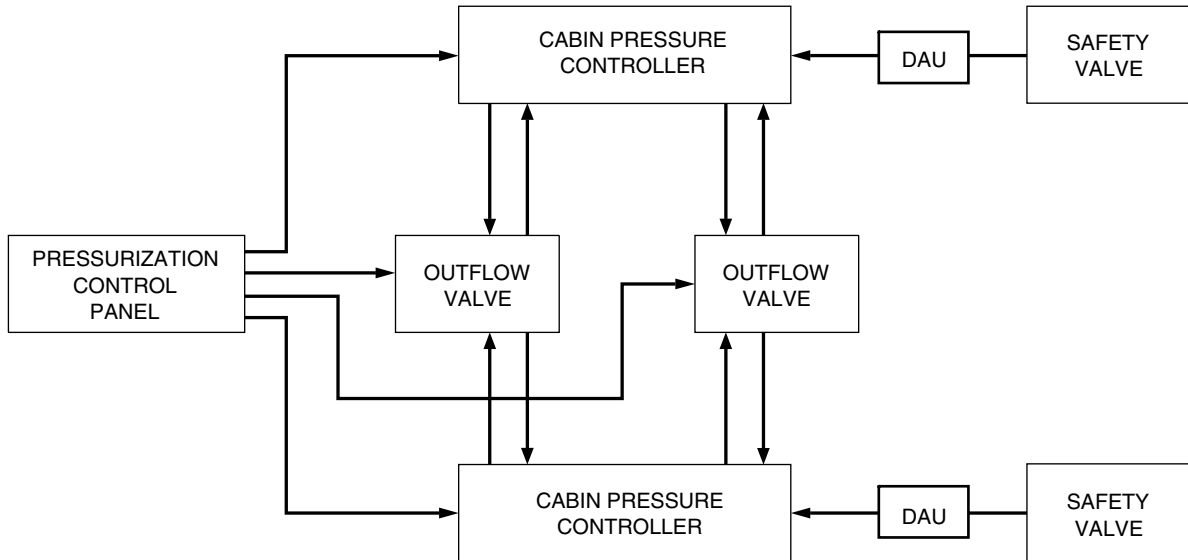 CABIN PRESSURE
CONTROLLER
DAU
SAFETY
VALVE
PRESSURIZATION
CONTROL
PANEL
OUTFLOW
VALVE
OUTFLOW
VALVE
CABIN PRESSURE
CONTROLLER
DAU
SAFETY
VALVE